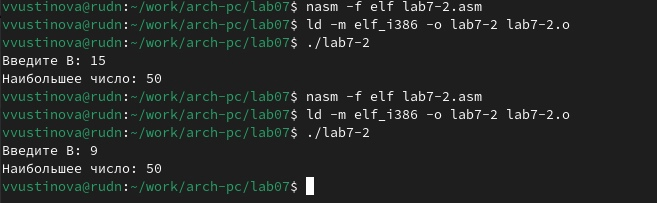 vvustinova@rudn:~/work/arch-pc/lab07$ nasm -f elf lab7-2.asm
vvustinova@rudn:~/work/arch-pc/lab07$ ld -m elf_i386 -o lab7-2 lab7-2.o
vvustinova@rudn:~/work/arch-pc/lab07$ ./lab7-2
Введите В: 15
Наибольшее число: 50
vvustinova@rudn:~/work/arch-pc/lab07$ nasm -f elf lab7-2.asm
vvustinova@rudn:~/work/arch-pc/lab07$ ld -m elf_i386 -o lab7-2 lab7-2.o
vvustinova@rudn:~/work/arch-pc/lab07$ ./lab7-2
Введите В: 9
Наибольшее число: 50
vvustinova@rudn:~/work/arch-pc/lab07$